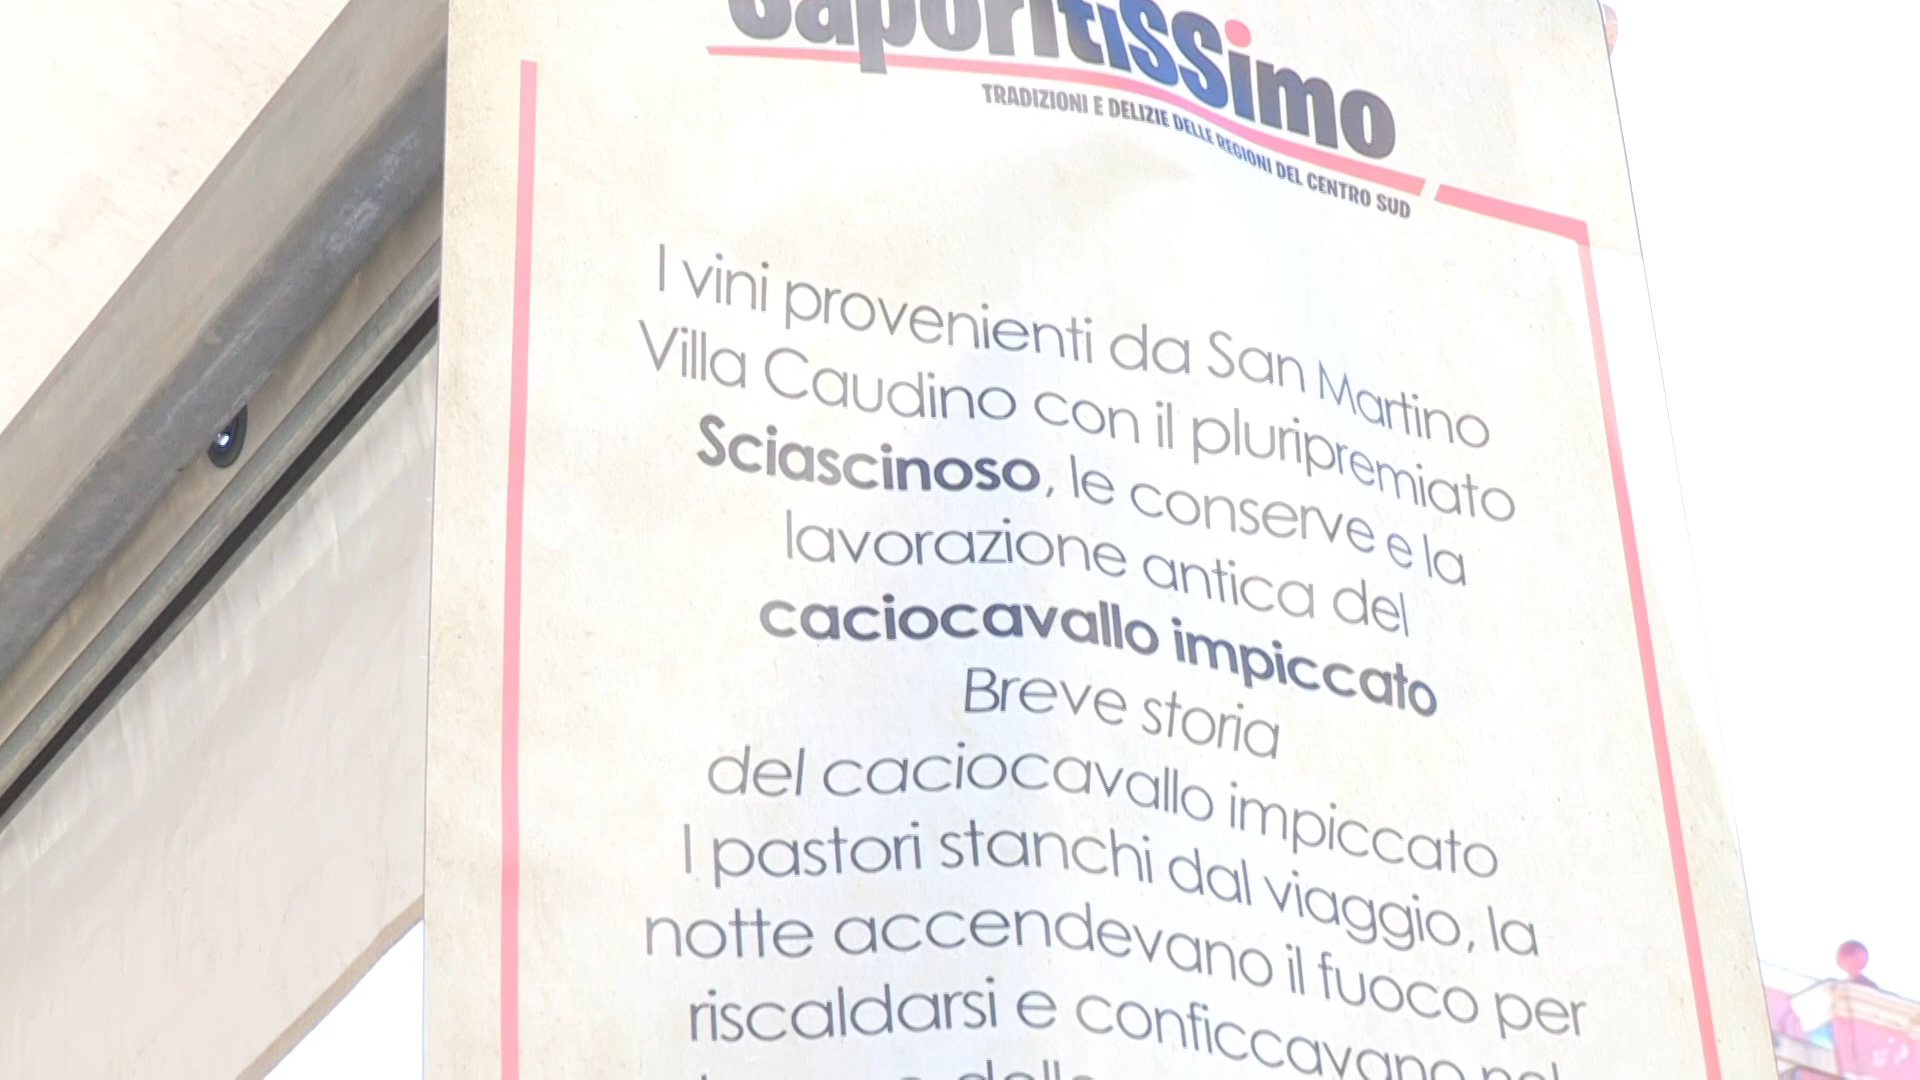 saporitissimo
TRADIZIONI E DELIZIE DELLE REGIONI DEL CENTRO SUD
I vini provenienti da San Martino
Villa Caudino con il pluripremiato
Sciascinoso, le conserve e la
lavorazione antica del
caciocavallo impiccato
Breve storia
del caciocavallo impiccato
I pastori stanchi dal viaggio, la
notte accendevano il fuoco per
riscaldarsi e conficcavano nel